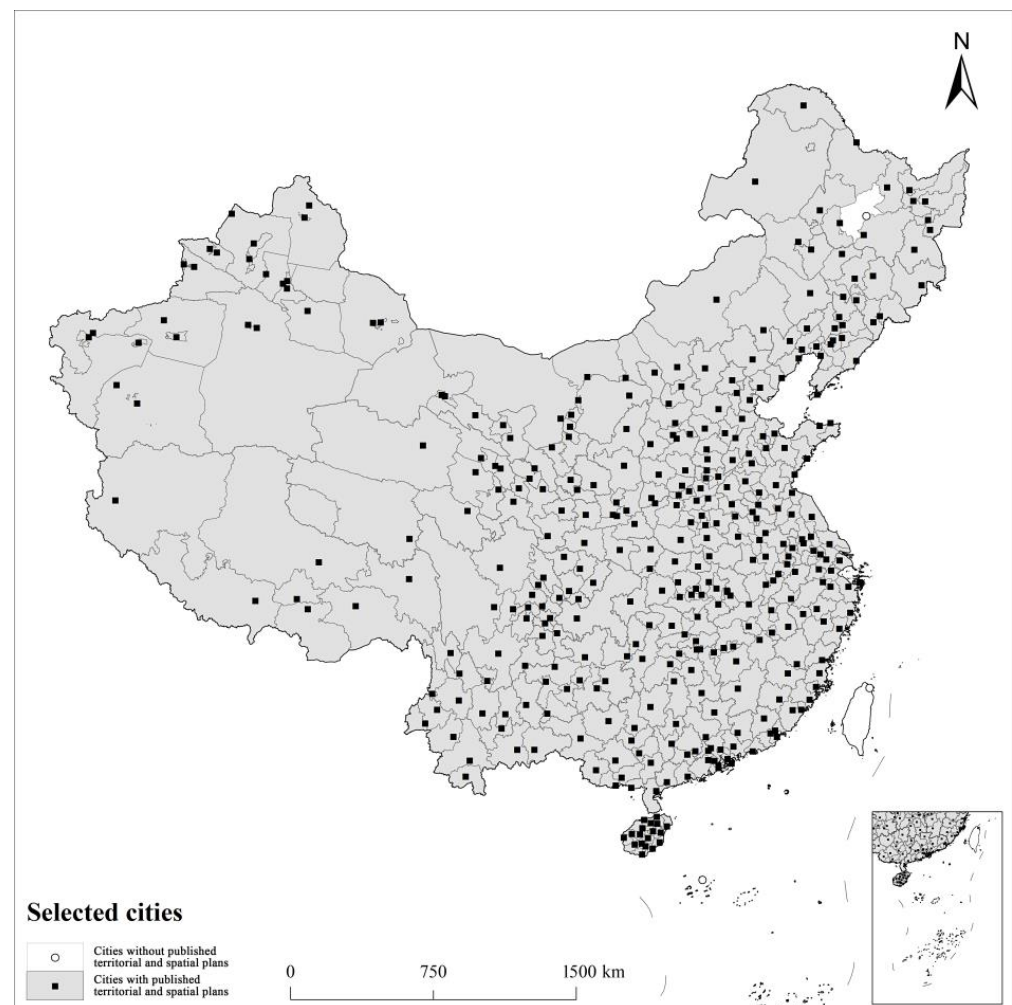 N
Selected cities
Cities without published
territorial and spatial plans
Cities with published
territorial and spatial plans
0 750 1500 km